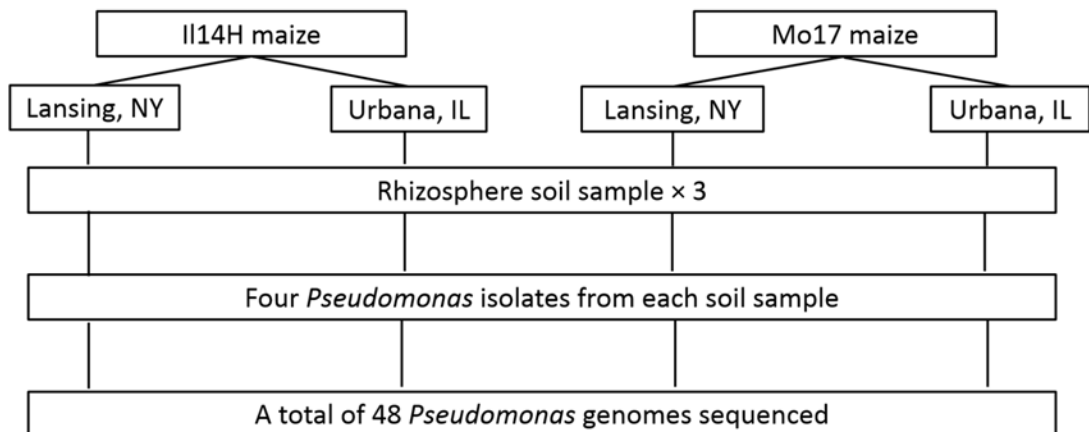 Il14H maize
Mo17 maize
Lansing, NY
Urbana, IL
Lansing, NY
Urbana, IL
Rhizosphere soil sample × 3
Four Pseudomonas isolates from each soil sample
A total of 48 Pseudomonas genomes sequenced